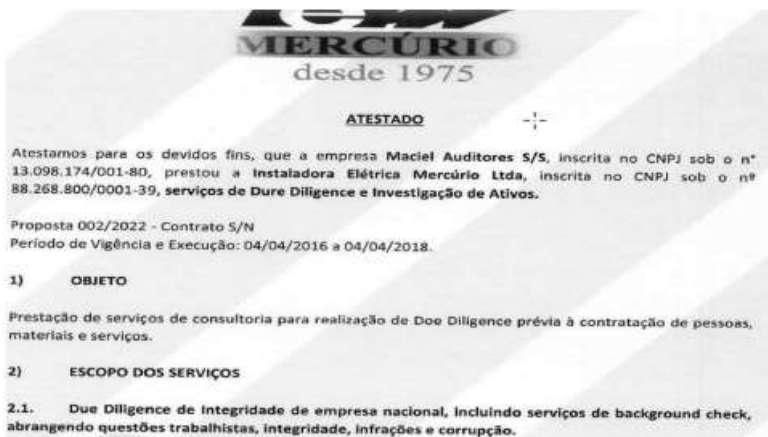 MERCÚRIO
desde 1975
ATESTADO
Atestamos para os devidos fins, que a empresa Maciel Auditores S/S, inscrita no CNPJ sob o n°
13.098.174/001-80, prestou a Instaladora Elétrica Mercúrio Ltda, inscrita no CNPJ sob o nº
88.268.800/0001-39, serviços de Dure Diligence e Investigação de Ativos.
Proposta 002/2022 - Contrato S/N
Período de Vigência e Execução: 04/04/2016 a 04/04/2018.
1) OBJETO
Prestação de serviços de consultoria para realização de Doe Diligence prévia à contratação de pessoas,
materiais e serviços.
2) ESCOPO DOS SERVIÇOS
2.1. Due Diligence de Integridade de empresa nacional, incluindo serviços de background check,
abrangendo questões trabalhistas, integridade, infrações e corrupção.